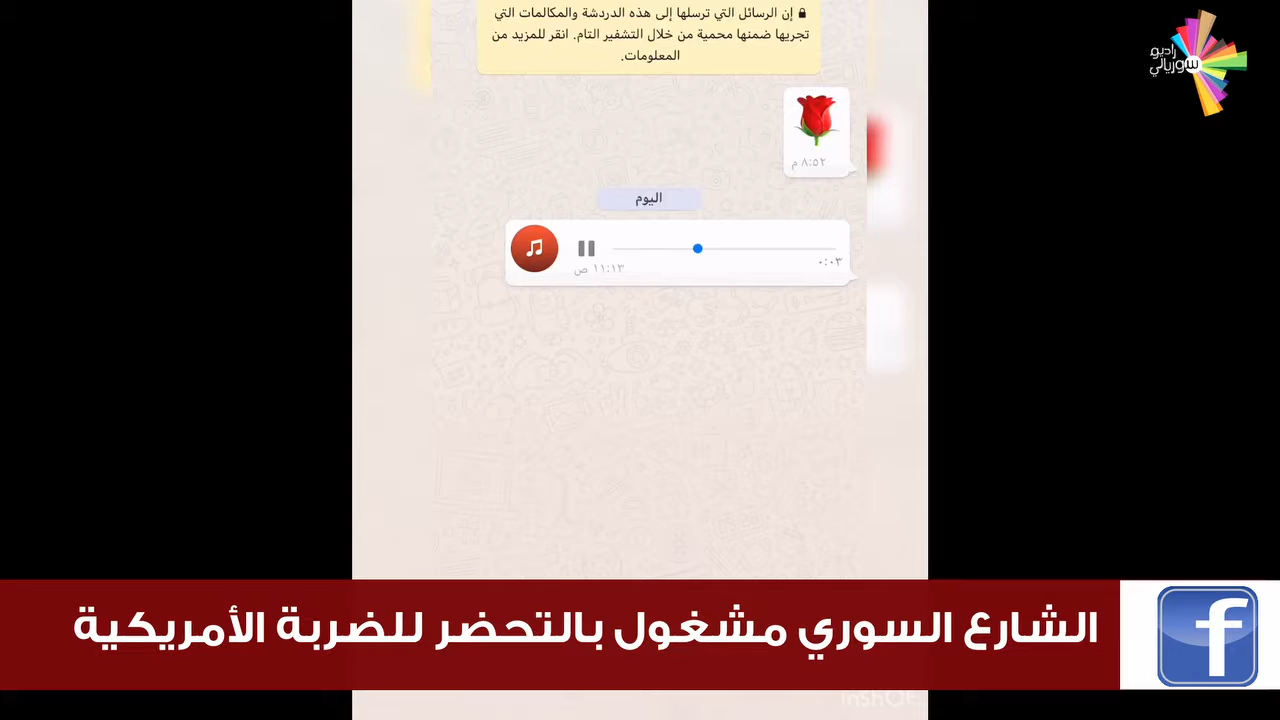 إن الرسائل التي ترسلها إلى هذه الدردشة والمكالمات التي
تجريها ضمنها محمية من خلال التشفير التام. انقر للمزيد من
المعلومات.
راديو
سوريالي
٨:٥٢ م
اليوم
٠:٠٣
١١:١٣ ص
الشارع السوري مشغول بالتحضر للضربة الأمريكية
f
InShOt